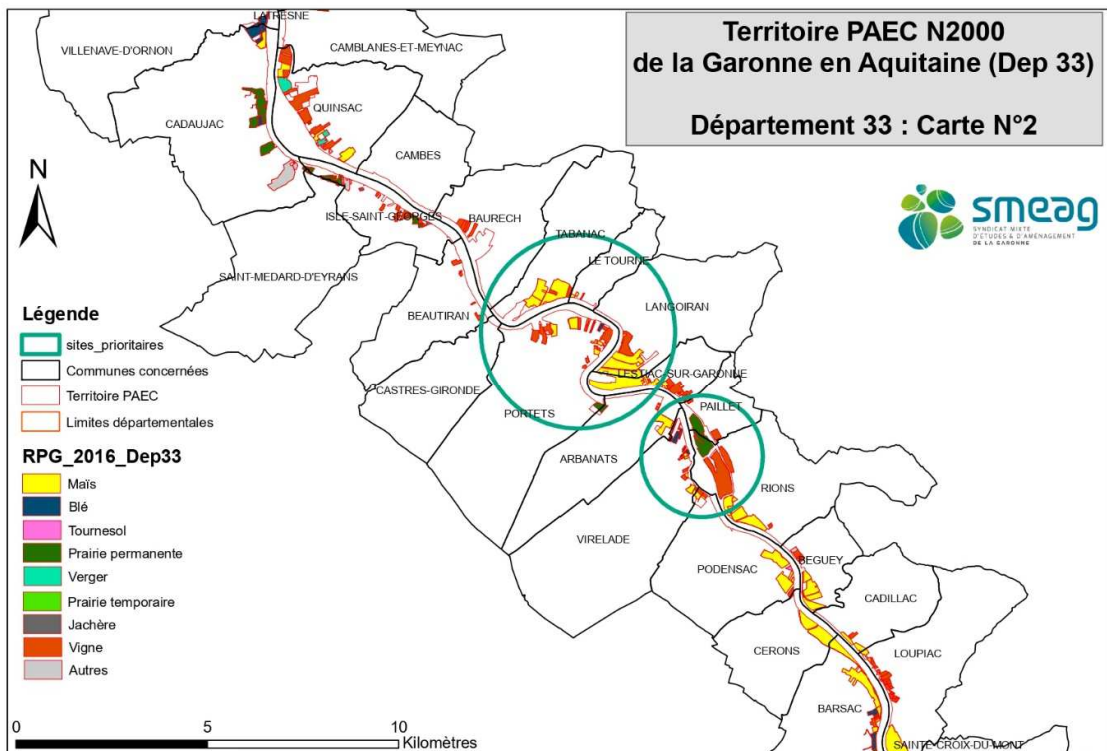 Territoire PAEC N2000
de la Garonne en Aquitaine (Dep 33)
Département 33 : Carte N°2
smeag
SYNDICAT MIXTE
D'ÉTUDES & D'AMÉNAGEMENT
DE LA GARONNE
N
LATRESNE
VILLENAVE-D'ORNON
CAMBLANES-ET-MEYNAC
QUINSAC
CADAUJAC
CAMBES
ISLE-SAINT-GEORGES
BAURECH
TABANAC
LE TOURNE
SAINT-MEDARD-D'EYRANS
LANGOIRAN
BEAUTIRAN
LESTIAC-SUR-GARONNE
CASTRES-GIRONDE
PAILLET
PORTETS
ARBANATS
RIONS
VIRELADE
BEGUEY
PODENSAC
CADILLAC
CERONS
LOUPIAC
BARSAC
SAINTE-CROIX-DU-MONT
Légende
sites_prioritaires
Communes concernées
Territoire PAEC
Limites départementales
RPG_2016_Dep33
Maïs
Blé
Tournesol
Prairie permanente
Verger
Prairie temporaire
Jachère
Vigne
Autres
0 5 10
Kilomètres